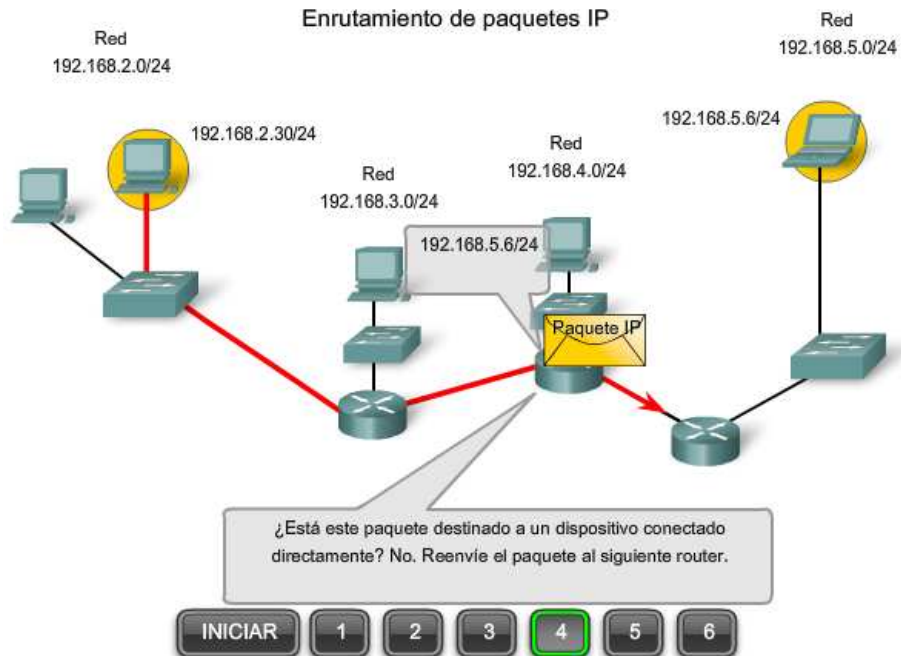 Enrutamiento de paquetes IP
Red
192.168.2.0/24
Red
192.168.5.0/24
192.168.2.30/24
192.168.5.6/24
Red
192.168.3.0/24
Red
192.168.4.0/24
192.168.5.6/24
Paquete IP
¿Está este paquete destinado a un dispositivo conectado
directamente? No. Reenvíe el paquete al siguiente router.
INICIAR 1 2 3 4 5 6